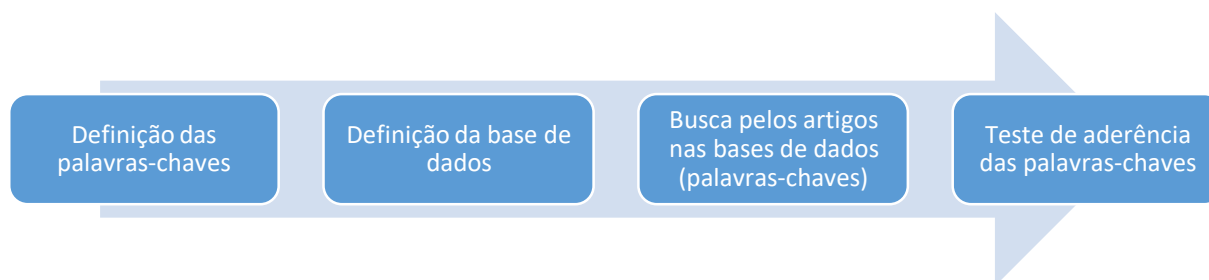 Definição das
palavras-chaves
Definição da base de
dados
Busca pelos artigos
nas bases de dados
(palavras-chaves)
Teste de aderência
das palavras-chaves